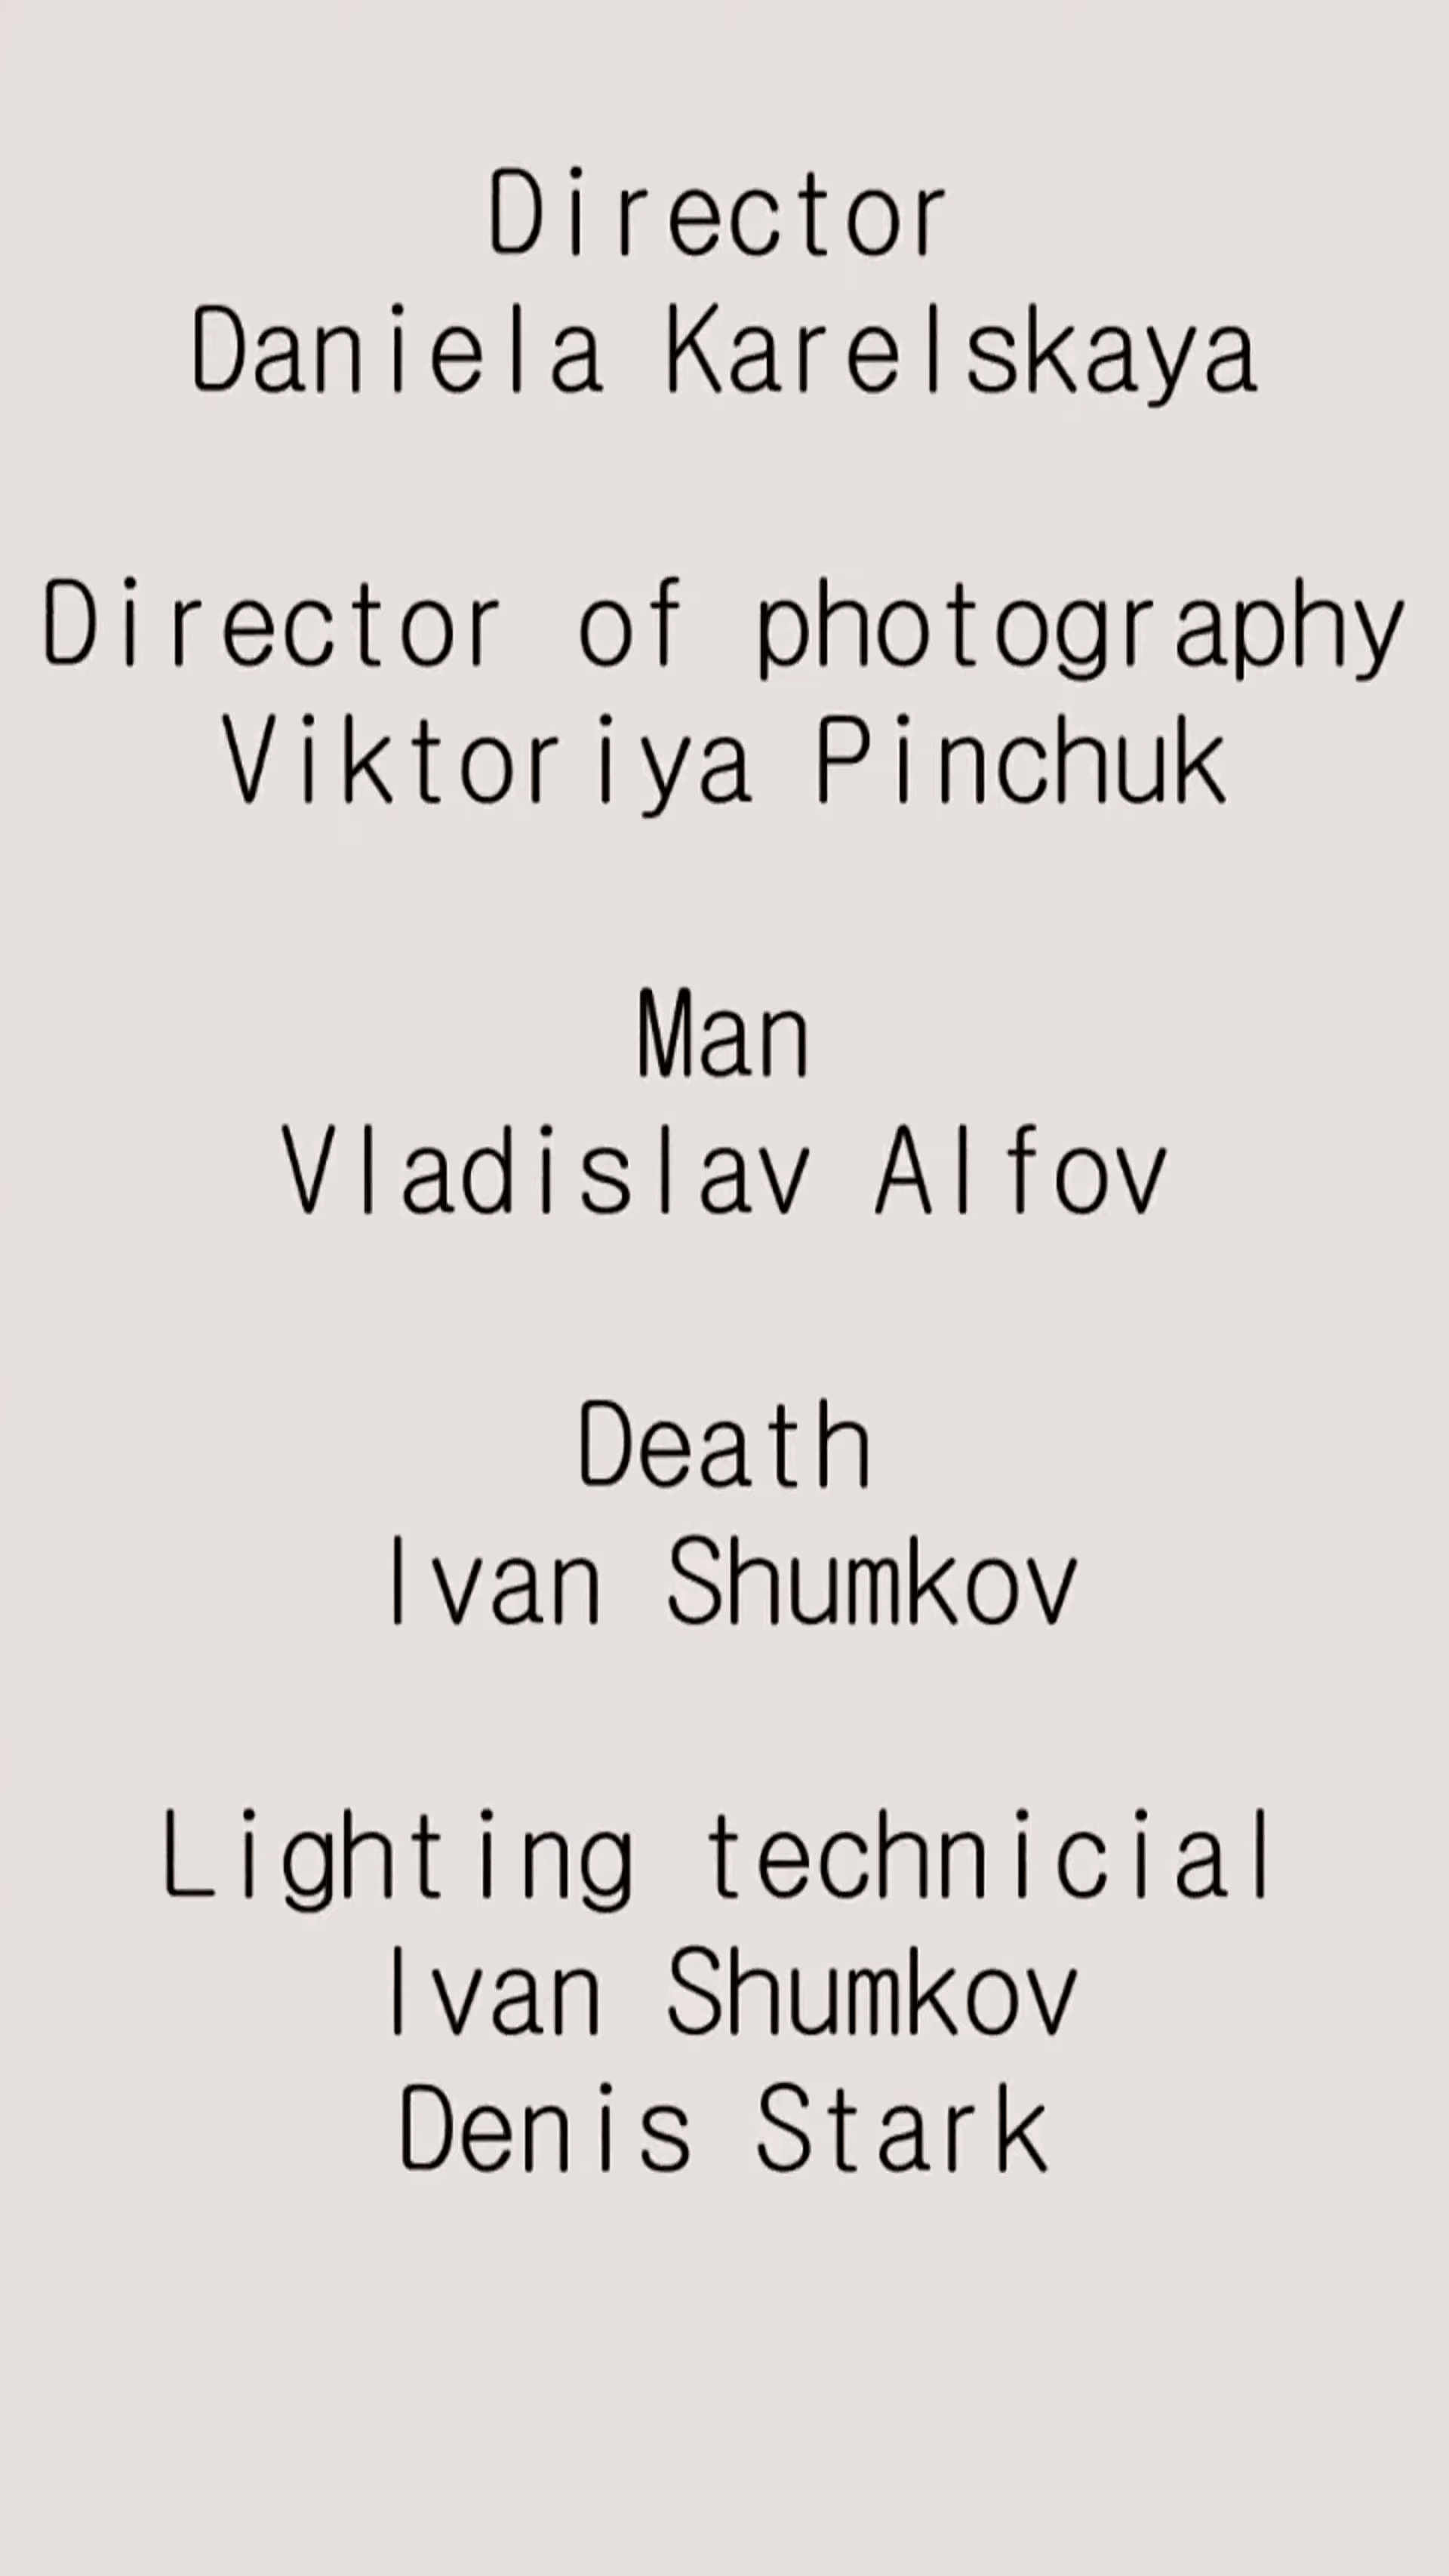 Director
Daniela Karelskaya
Director of photography
Viktoriya Pinchuk
Man
Vladislav Alfov
Death
Ivan Shumkov
Lighting technicial
Ivan Shumkov
Denis Stark